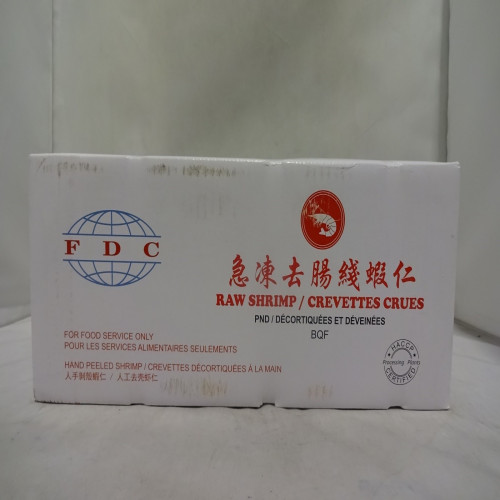 FDC
急凍去腸綫蝦仁
RAW SHRIMP / CREVETTES CRUES
PND / DÉCORTIQUÉES ET DÉVEINÉES
BQF
FOR FOOD SERVICE ONLY
POUR LES SERVICES ALIMENTAIRES SEULEMENTS
HAND PEELED SHRIMP / CREVETTES DÉCORTIQUÉES À LA MAIN
人手剝殼蝦仁 / 人工去壳虾仁
HACCP
Processing Plants
CERTIFIED